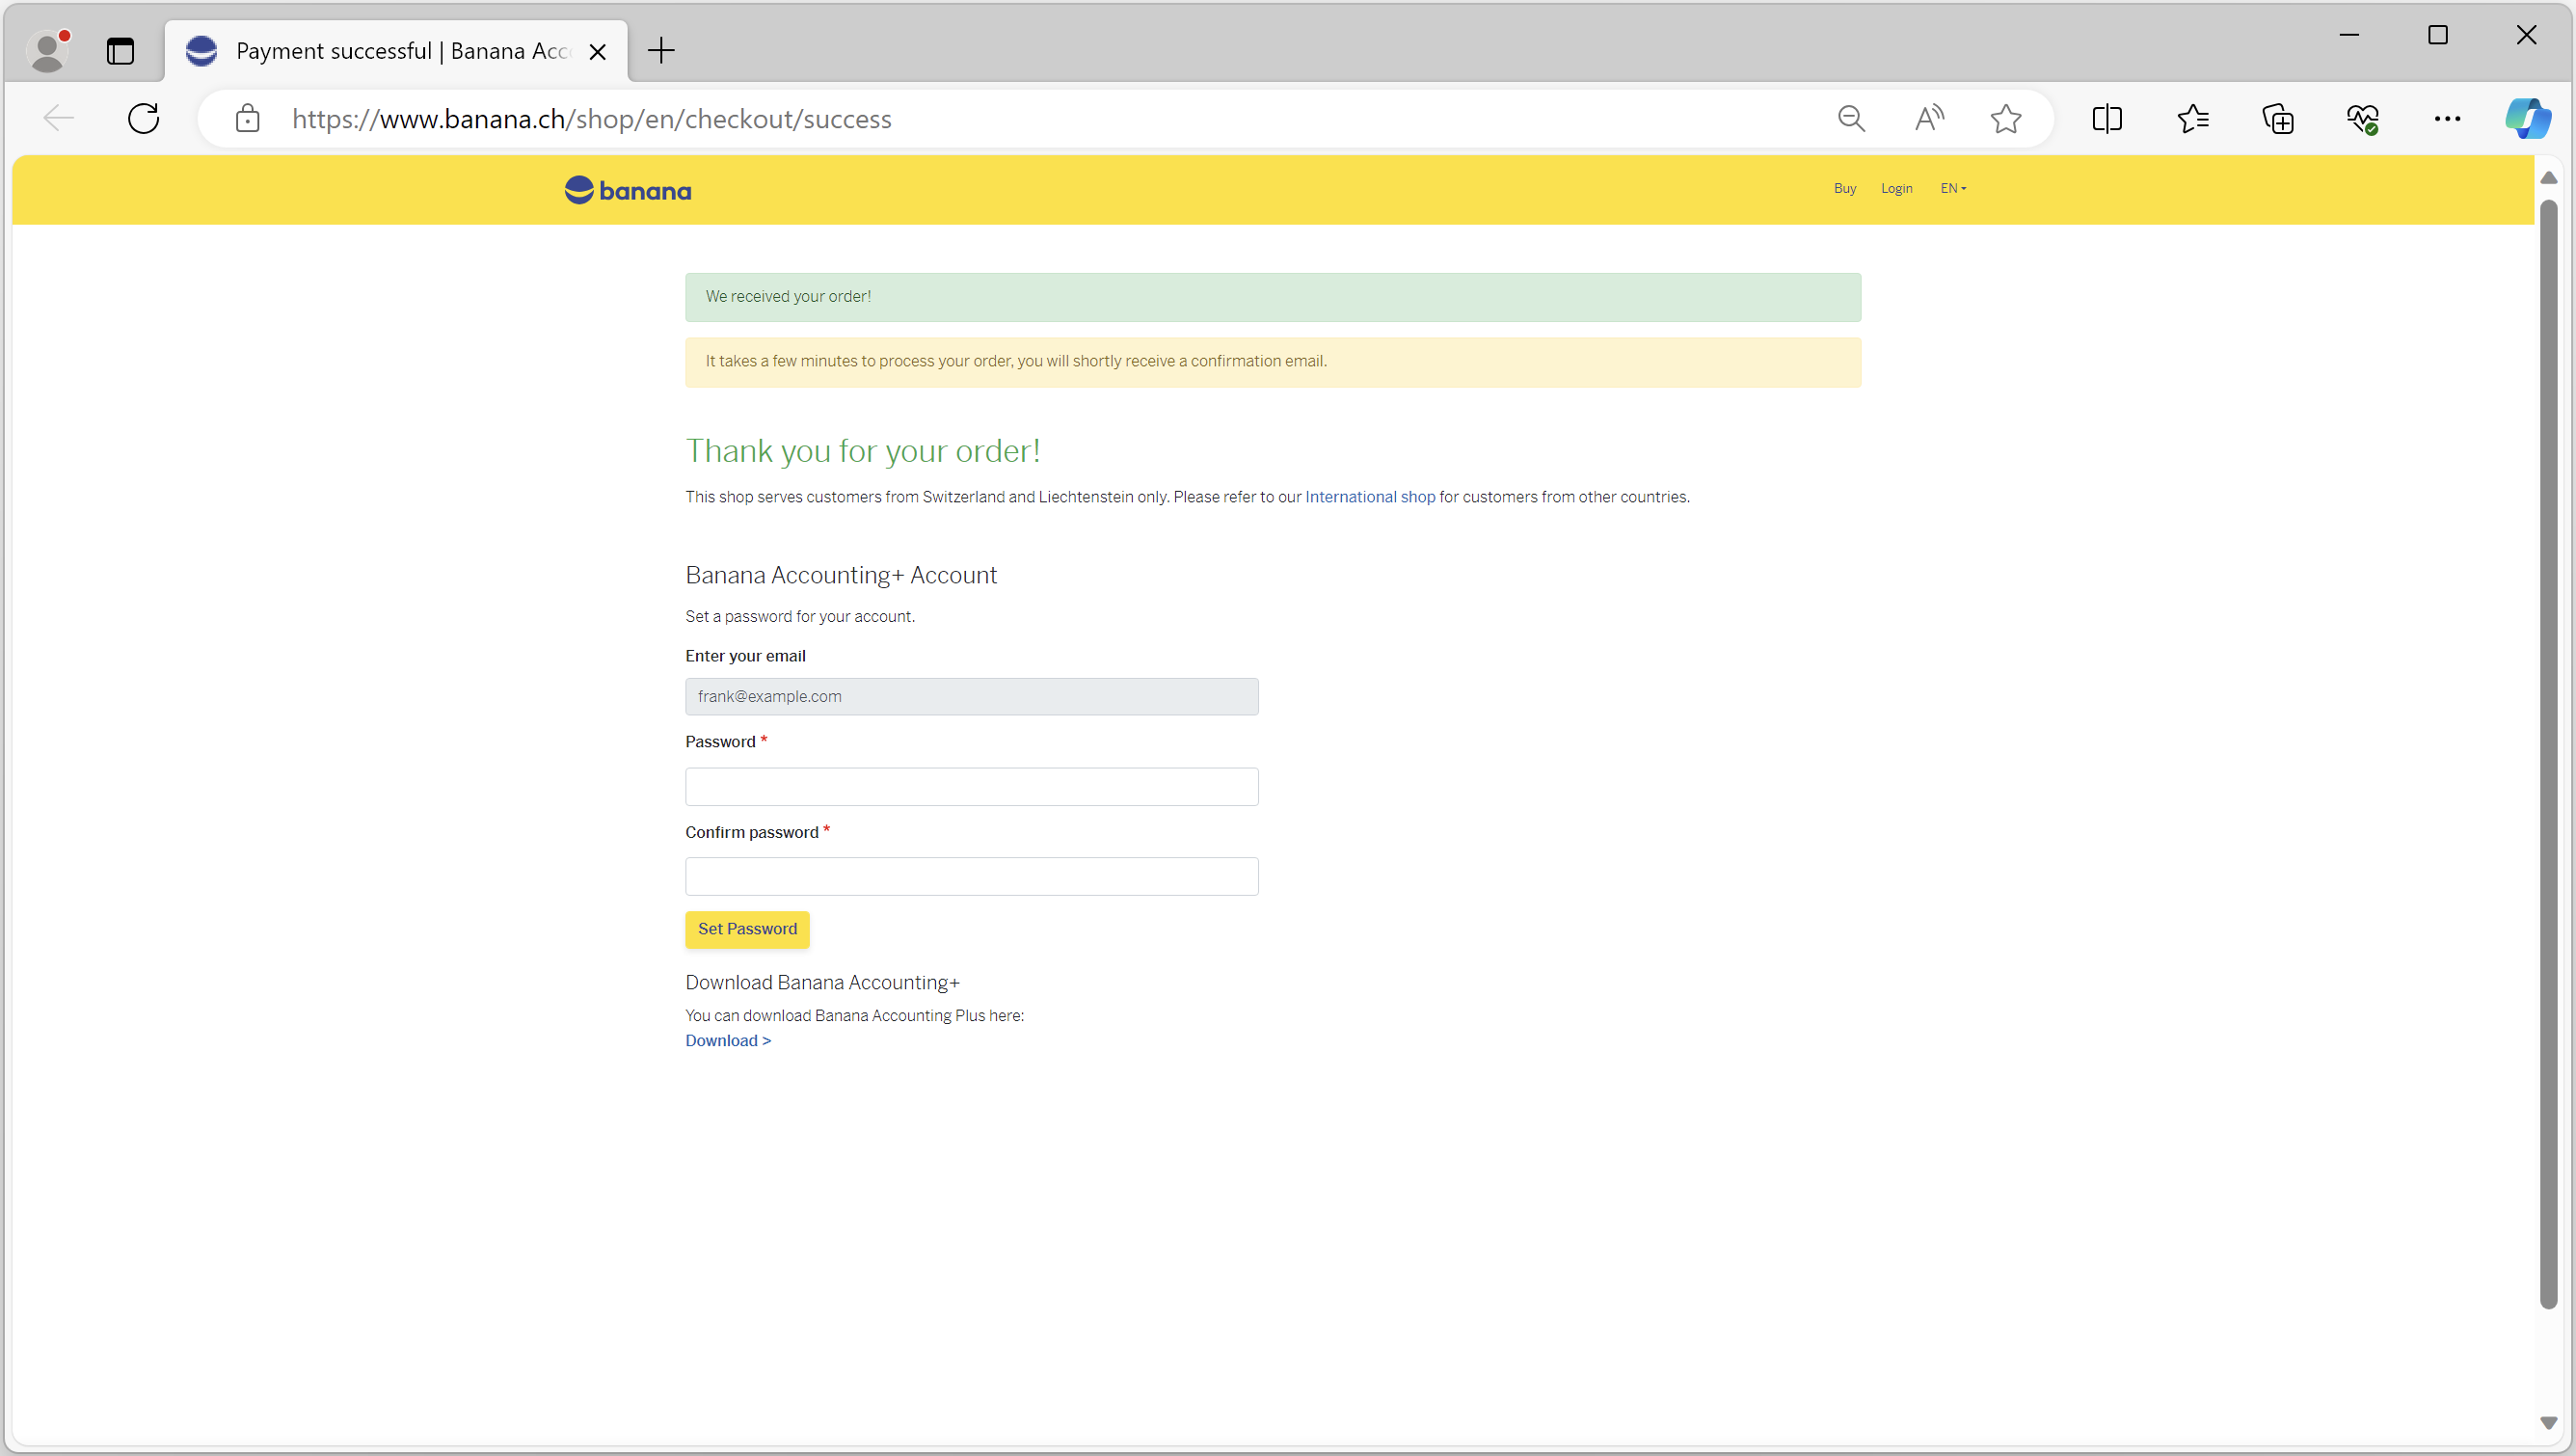 Payment successful | Banana Acc
https://www.banana.ch/shop/en/checkout/success
banana
Buy Login EN
We received your order!
It takes a few minutes to process your order, you will shortly receive a confirmation email.
Thank you for your order!
This shop serves customers from Switzerland and Liechtenstein only. Please refer to our International shop for customers from other countries.
Banana Accounting+ Account
Set a password for your account.
Enter your email
frank@example.com
Password *
Confirm password *
Set Password
Download Banana Accounting+
You can download Banana Accounting Plus here:
Download >